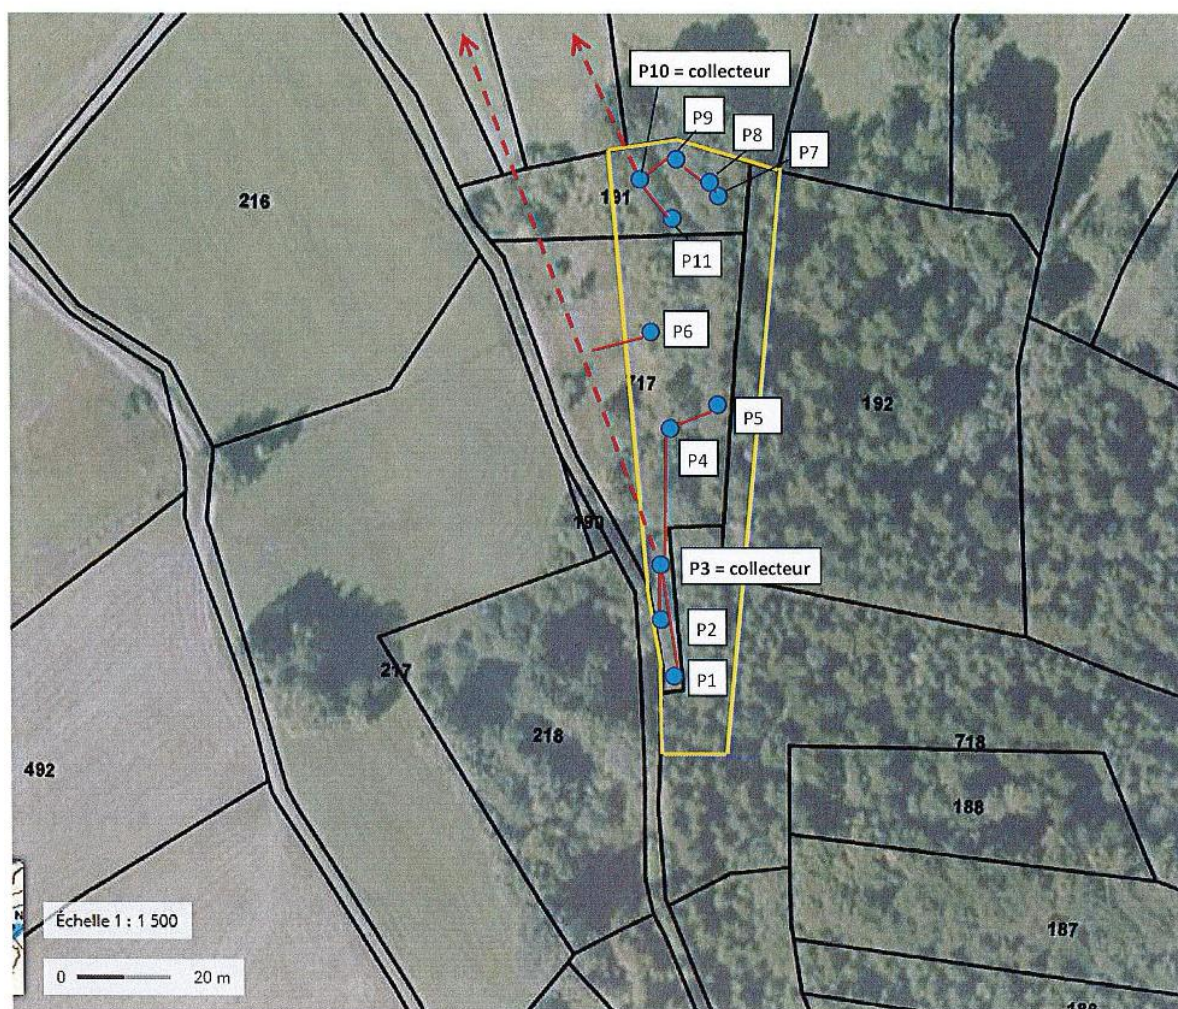 P10 = collecteur
P9
P8
P7
216
191
P11
P6
717
P5
192
P4
190
P3 = collecteur
P2
217
P1
218
718
492
188
N
Échelle 1 : 1 500
187
0 20 m